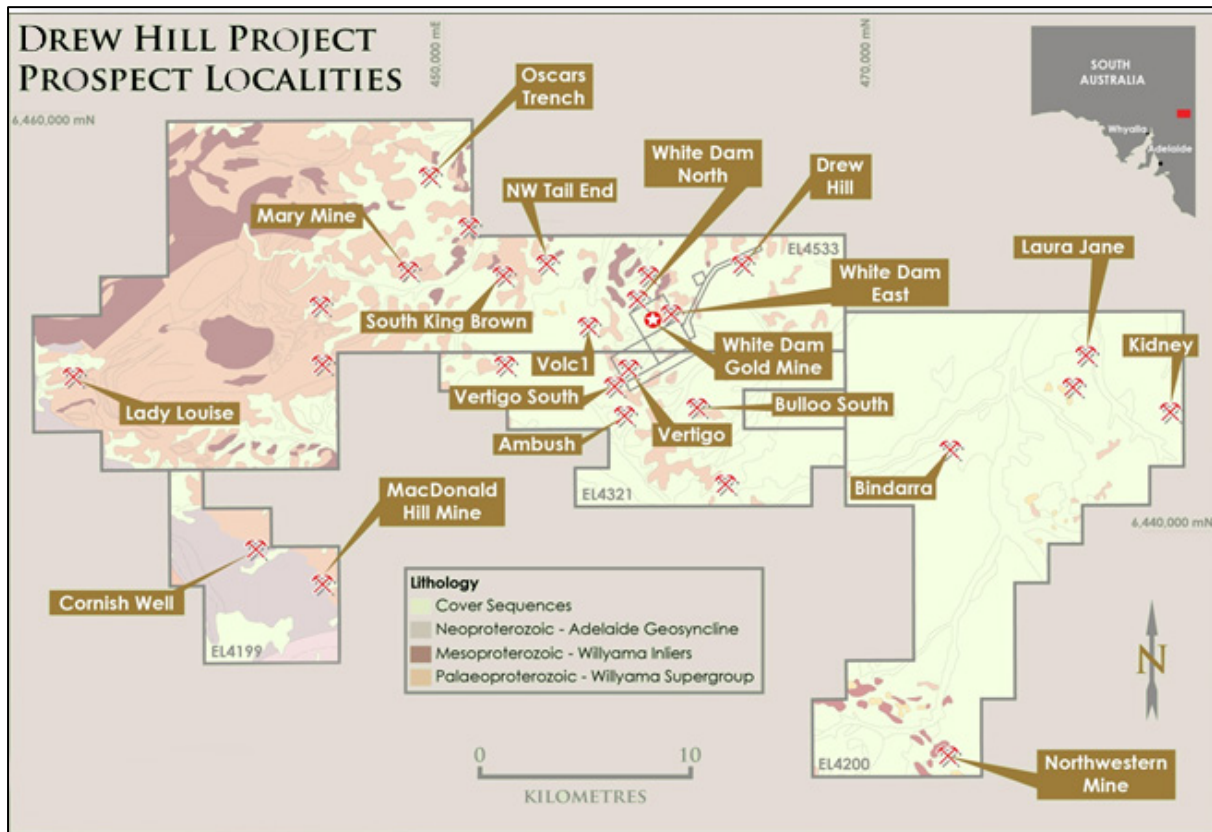 DREW HILL PROJECT
PROSPECT LOCALITIES
450,000 mE
470,000 mN
6,460,000 mN
SOUTH
AUSTRALIA
Whyalla
Adelaide
Oscars
Trench
White Dam
North
Drew
Hill
NW Tail End
Mary Mine
EL4533
Laura Jane
White Dam
East
South King Brown
Volc1
White Dam
Gold Mine
Kidney
Lady Louise
Vertigo South
Bulloo South
Ambush
Vertigo
Bindarra
MacDonald
Hill Mine
EL4321
6,440,000 mN
Cornish Well
EL4199
Lithology
Cover Sequences
Neoproterozoic - Adelaide Geosyncline
Mesoproterozoic - Willyama Inliers
Palaeoproterozoic - Willyama Supergroup
N
0 10
KILOMETRES
EL4200
Northwestern
Mine